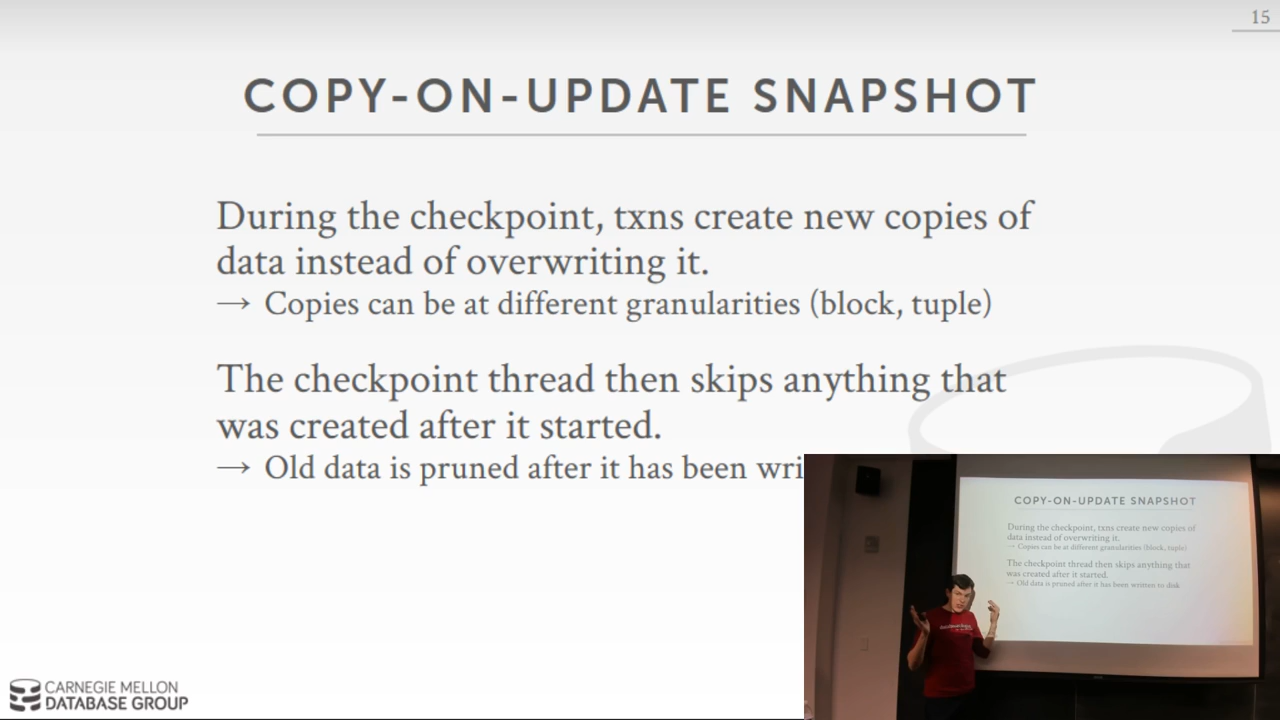 15
COPY-ON-UPDATE SNAPSHOT
During the checkpoint, txns create new copies of
data instead of overwriting it.
→ Copies can be at different granularities (block, tuple)
The checkpoint thread then skips anything that
was created after it started.
→ Old data is pruned after it has been wri
CARNEGIE MELLON
DATABASE GROUP
COPY-ON-UPDATE SNAPSHOT
During the checkpoint, txns create new copies of
data instead of overwriting it.
→ Copies can be at different granularities (block, tuple)
The checkpoint thread then skips anything that
was created after it started.
→ Old data is pruned after it has been written to disk